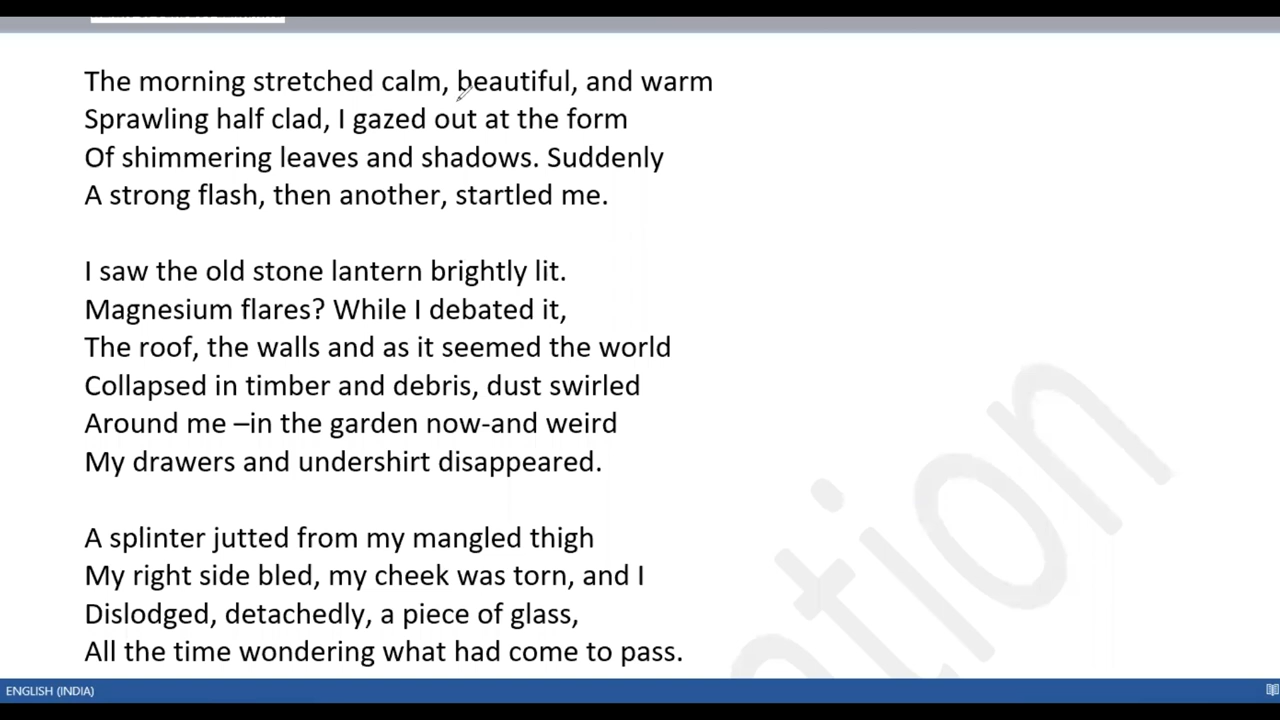 The morning stretched calm, beautiful, and warm
Sprawling half clad, I gazed out at the form
Of shimmering leaves and shadows. Suddenly
A strong flash, then another, startled me.
I saw the old stone lantern brightly lit.
Magnesium flares? While I debated it,
The roof, the walls and as it seemed the world
Collapsed in timber and debris, dust swirled
Around me –in the garden now-and weird
My drawers and undershirt disappeared.
A splinter jutted from my mangled thigh
My right side bled, my cheek was torn, and I
Dislodged, detachedly, a piece of glass,
All the time wondering what had come to pass.
ENGLISH (INDIA)